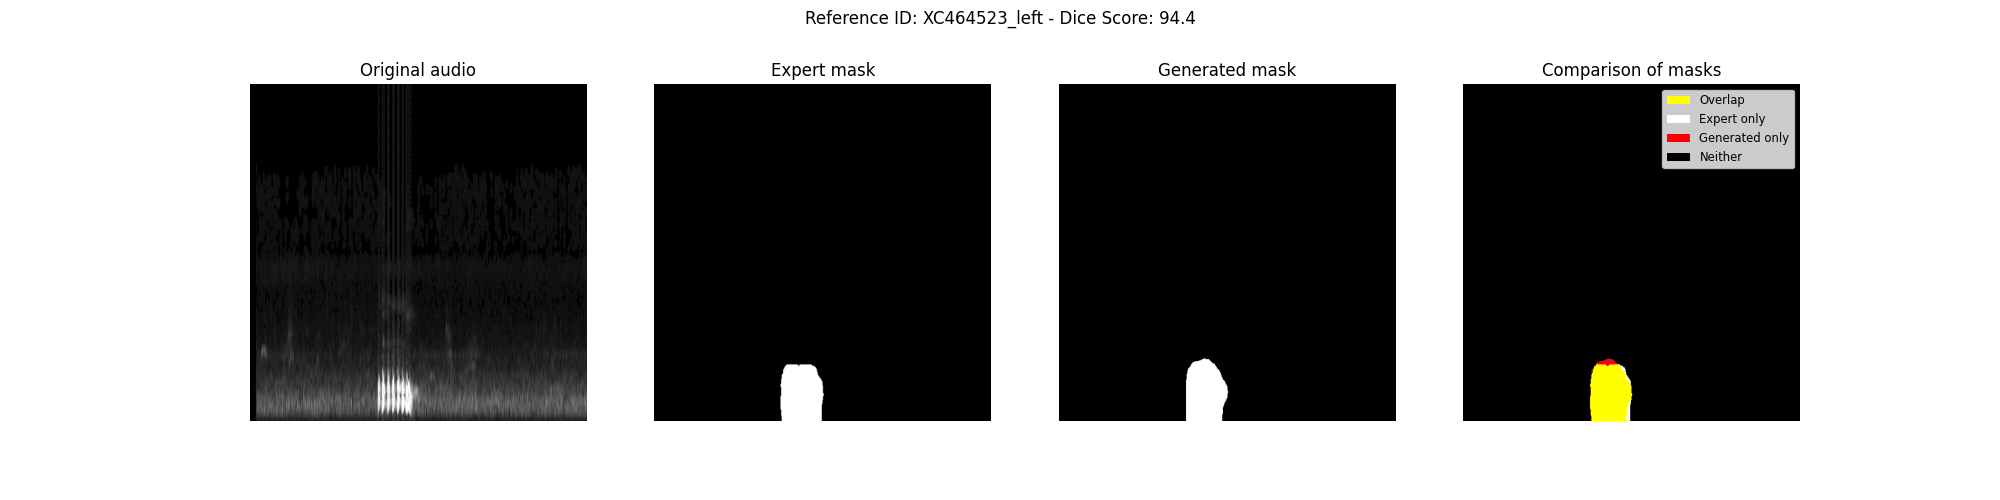 Reference ID: XC464523_left - Dice Score: 94.4
Original audio
Expert mask
Generated mask
Comparison of masks
Overlap
Expert only
Generated only
Neither